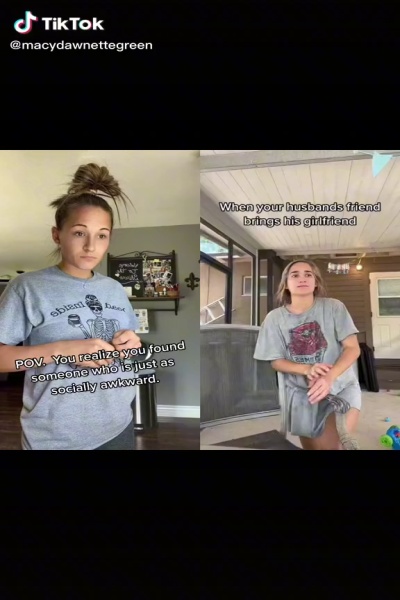 TikTok
@macydawnettegreen
When your husbands friend
brings his girlfriend
POV. You realize you found
someone who is just as
socially awkward.